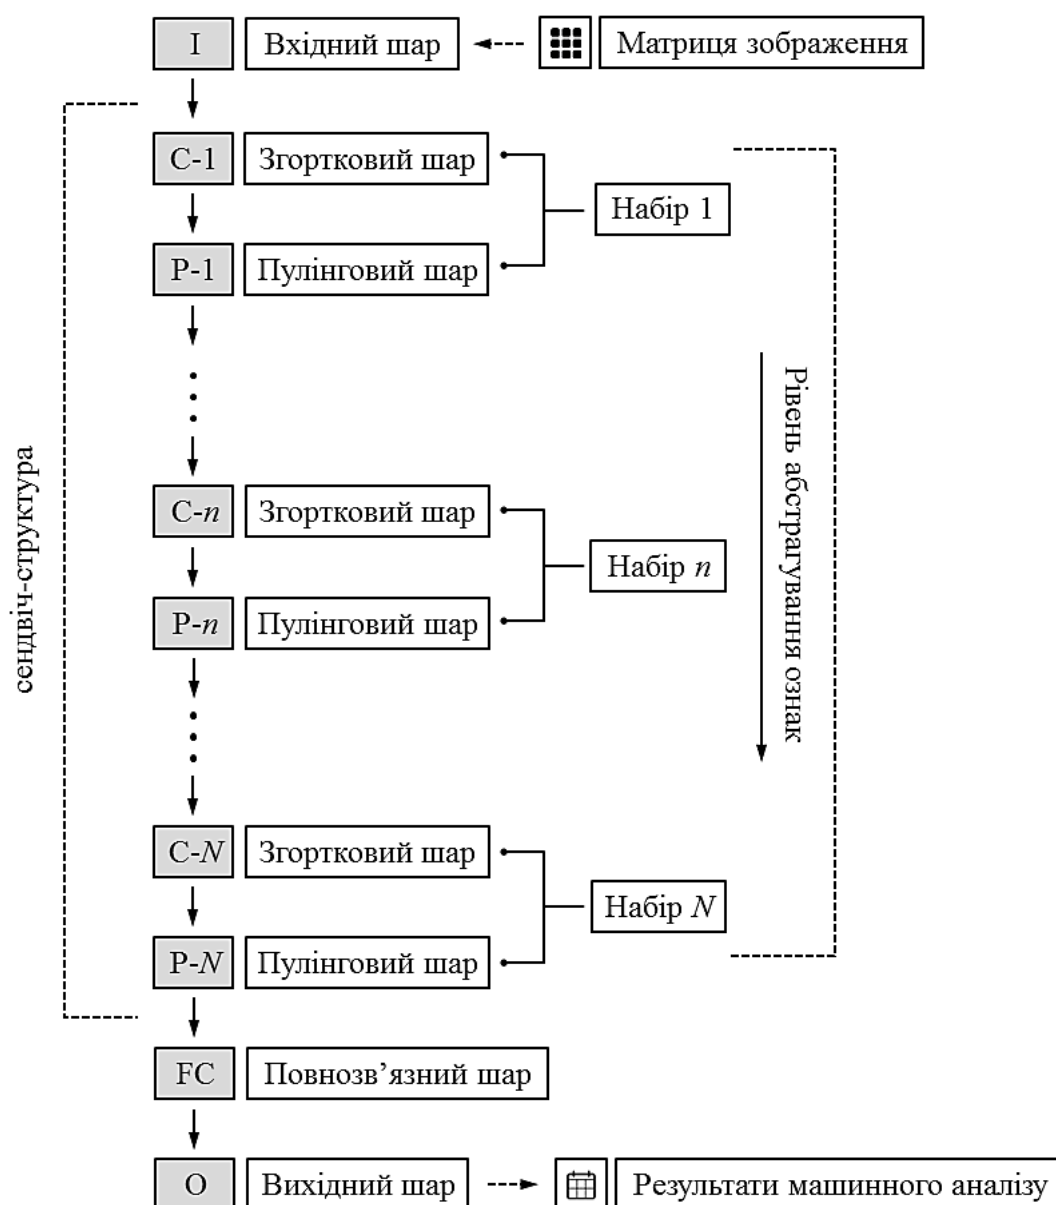 I Вхідний шар Матриця зображення
C-1 Згортковий шар
Набір 1
P-1 Пулінговий шар
сендвіч-структура
Рівень абстрагування ознак
C-n Згортковий шар
Набір n
P-n Пулінговий шар
C-N Згортковий шар
Набір N
P-N Пулінговий шар
FC Повнозв’язний шар
O Вихідний шар Результати машинного аналізу